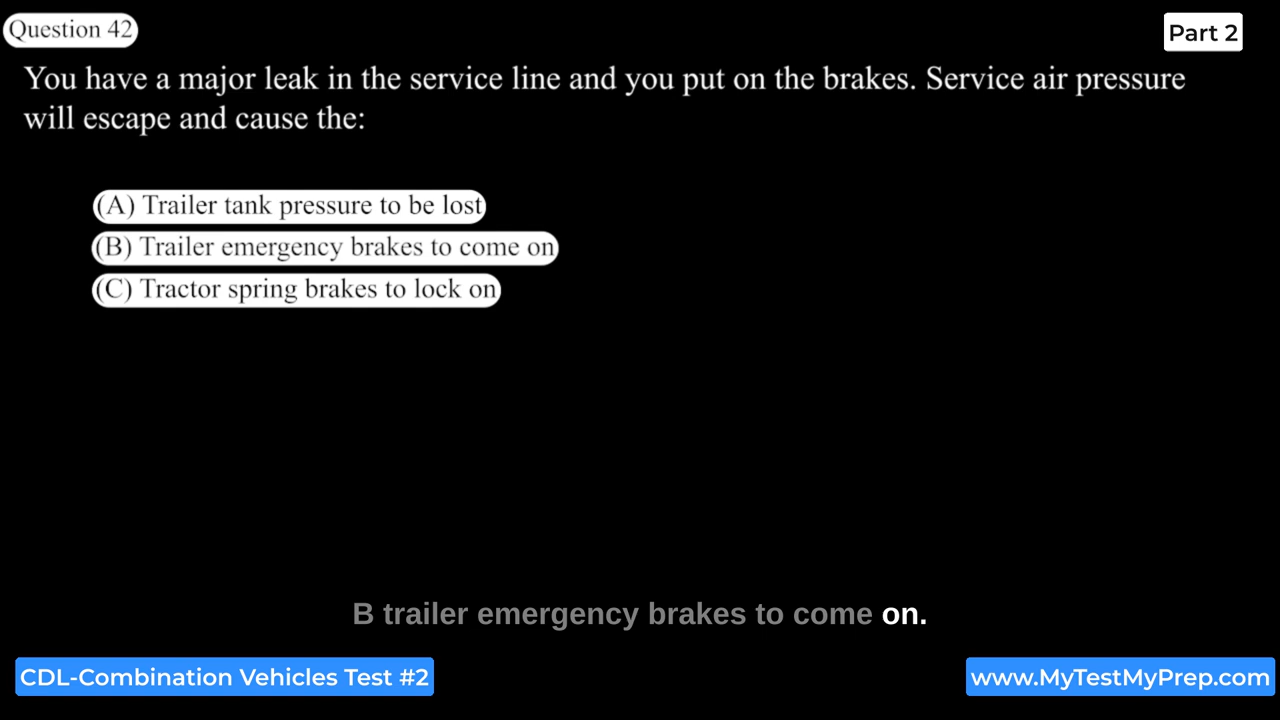 Question 42
Part 2
You have a major leak in the service line and you put on the brakes. Service air pressure
will escape and cause the:
(A) Trailer tank pressure to be lost
(B) Trailer emergency brakes to come on
(C) Tractor spring brakes to lock on
B trailer emergency brakes to come on.
CDL-Combination Vehicles Test #2
www.MyTestMyPrep.com